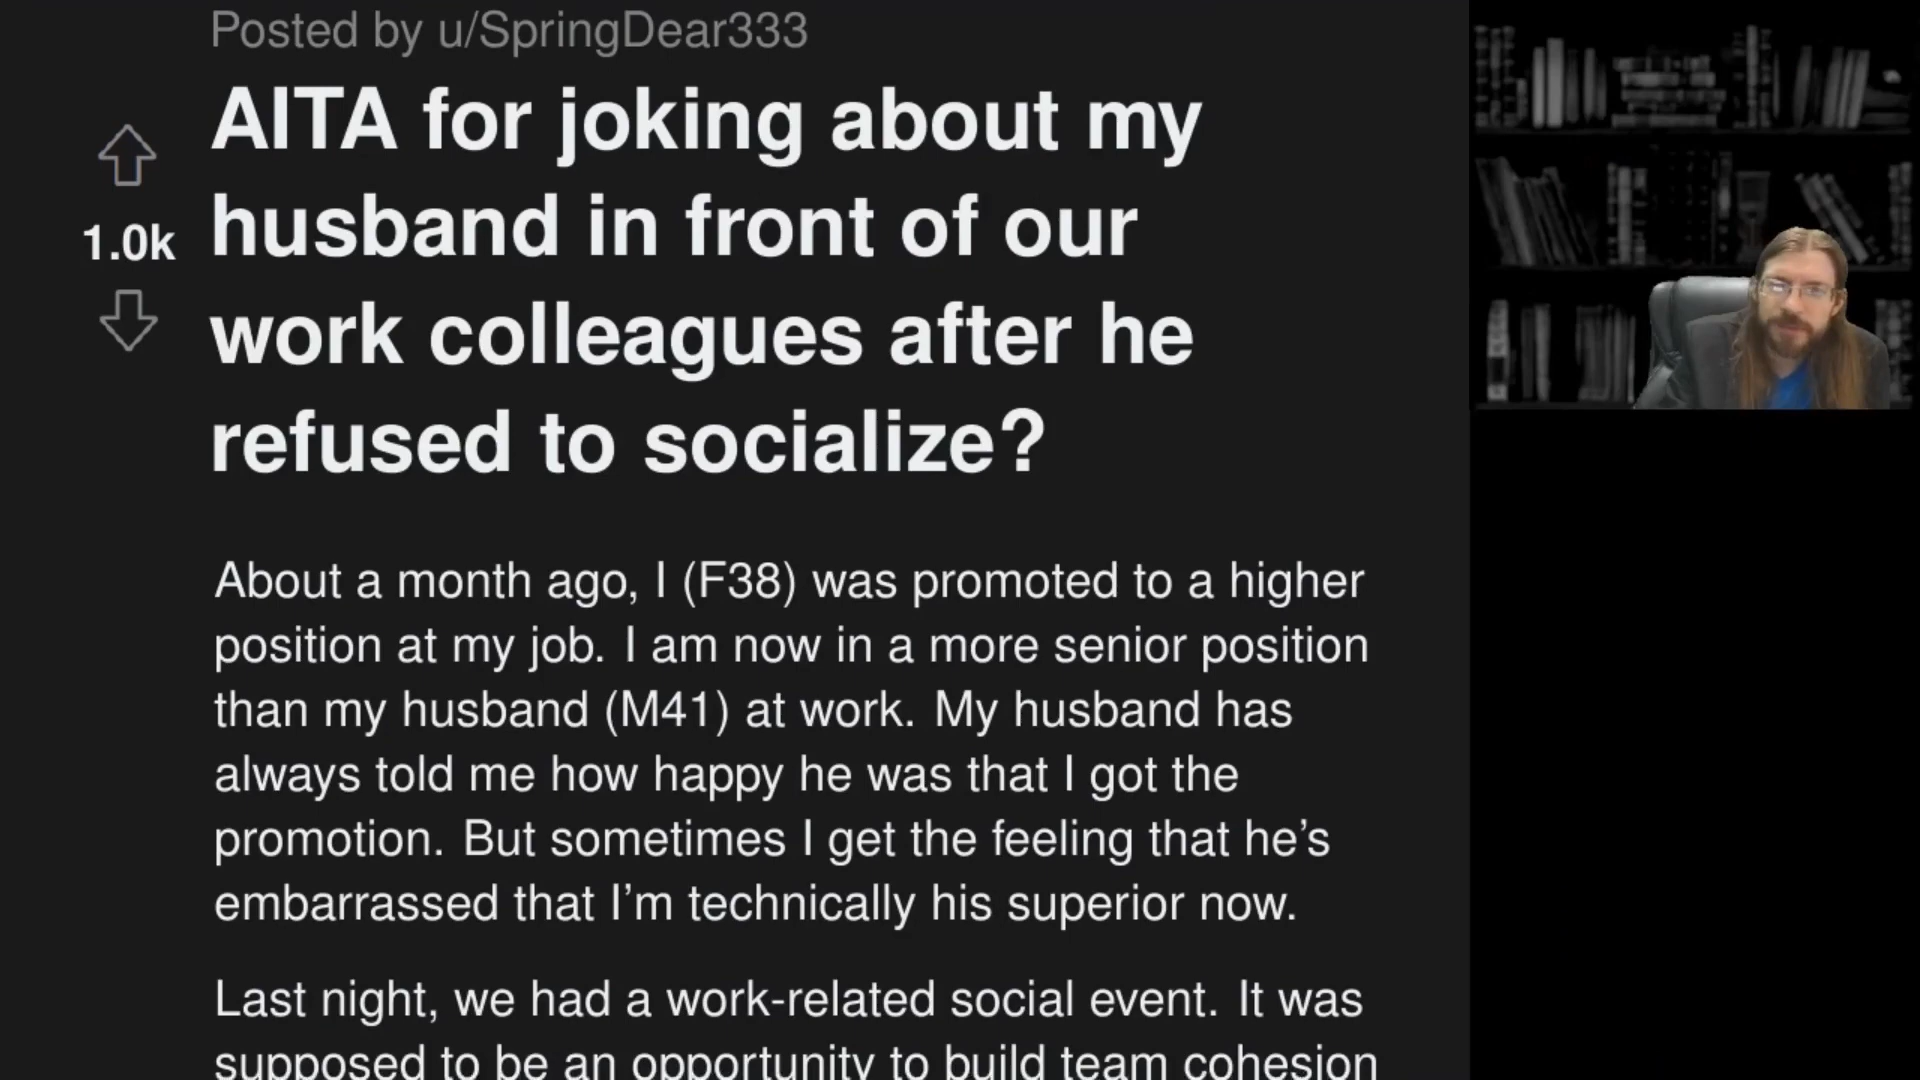 Posted by u/SpringDear333
AITA for joking about my
husband in front of our
work colleagues after he
refused to socialize?
1.0k
About a month ago, I (F38) was promoted to a higher
position at my job. I am now in a more senior position
than my husband (M41) at work. My husband has
always told me how happy he was that I got the
promotion. But sometimes I get the feeling that he’s
embarrassed that I’m technically his superior now.
Last night, we had a work-related social event. It was
supposed to be an opportunity to build team cohesion